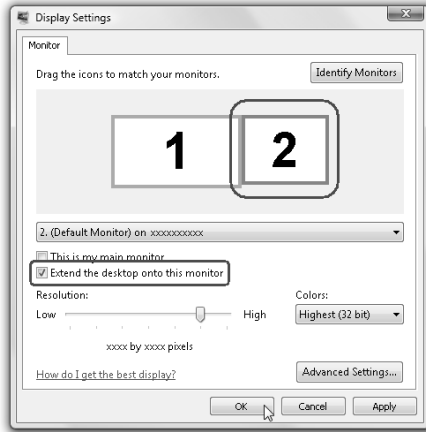 Display Settings
Monitor
Drag the icons to match your monitors.
Identify Monitors
1 2
2. (Default Monitor) on xxxxxxxxxx
This is my main monitor
Extend the desktop onto this monitor
Resolution: Colors:
Low High Highest (32 bit)
xxxx by xxxx pixels
How do I get the best display? Advanced Settings...
OK Cancel Apply